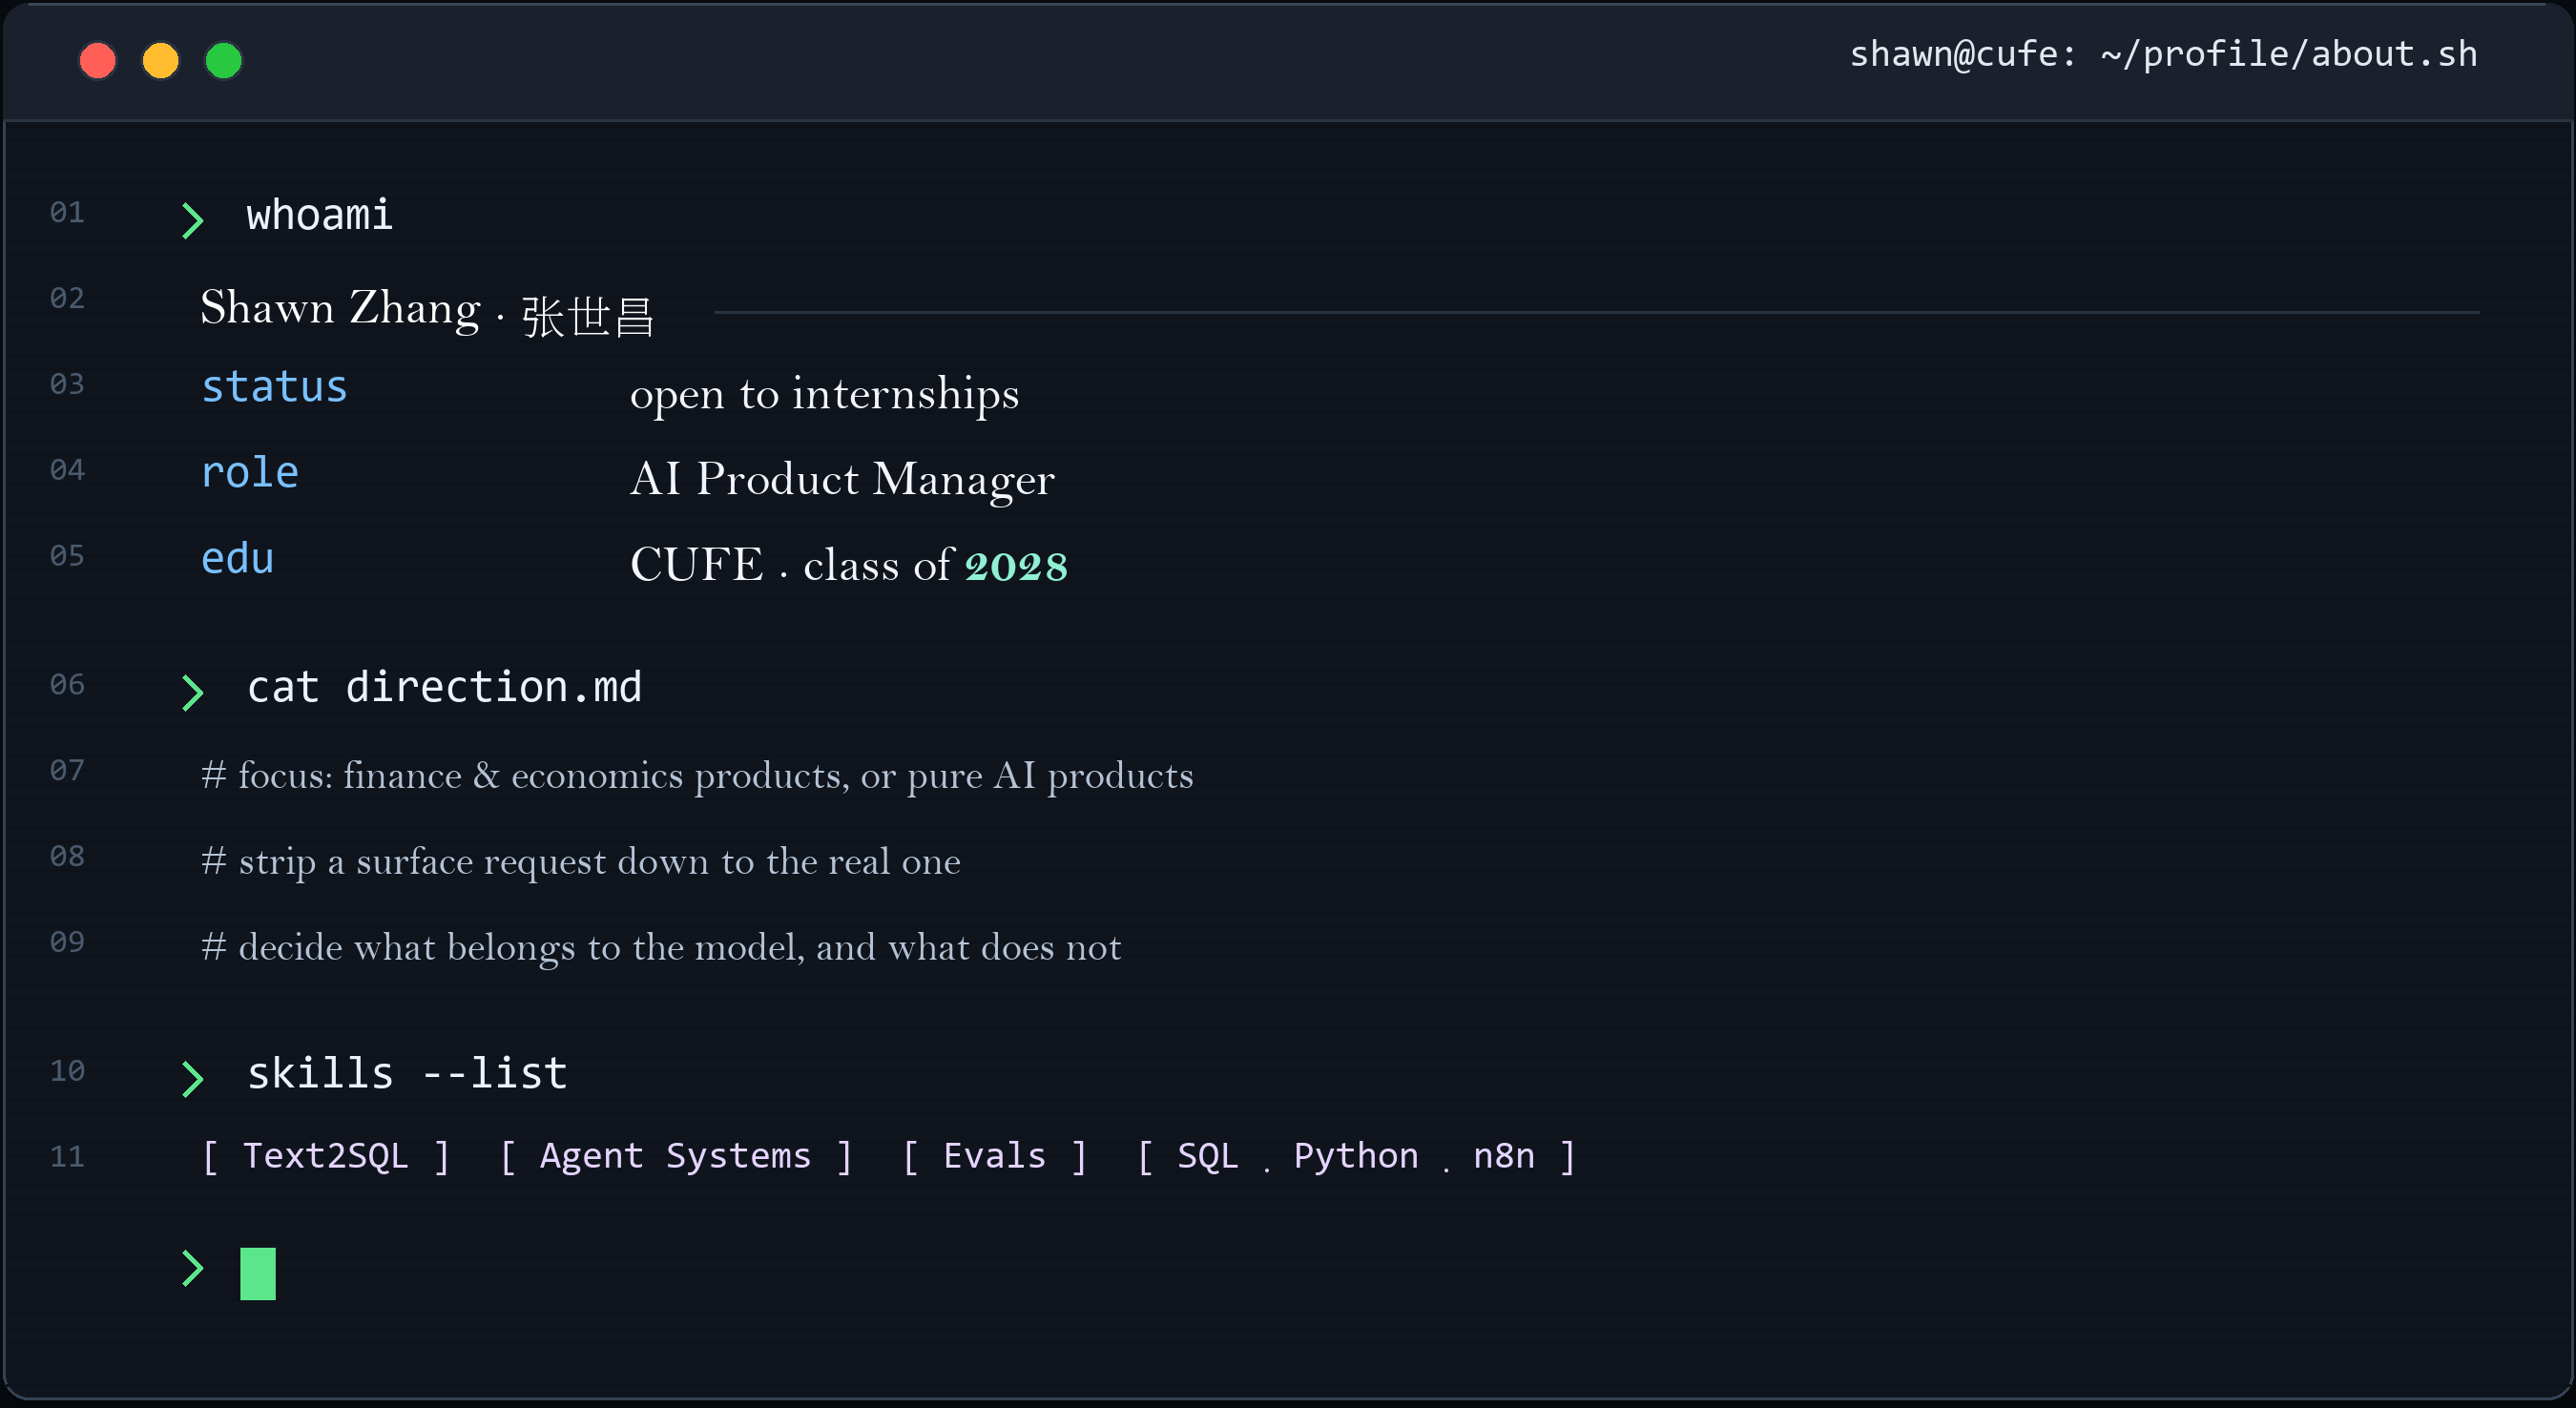 shawn@cufe: ~/profile/about.sh
01 > whoami
02 Shawn Zhang · 张世昌
03 status open to internships
04 role AI Product Manager
05 edu CUFE · class of 2028
06 > cat direction.md
07 # focus: finance & economics products, or pure AI products
08 # strip a surface request down to the real one
09 # decide what belongs to the model, and what does not
10 > skills --list
11 [ Text2SQL ] [ Agent Systems ] [ Evals ] [ SQL · Python · n8n ]
>